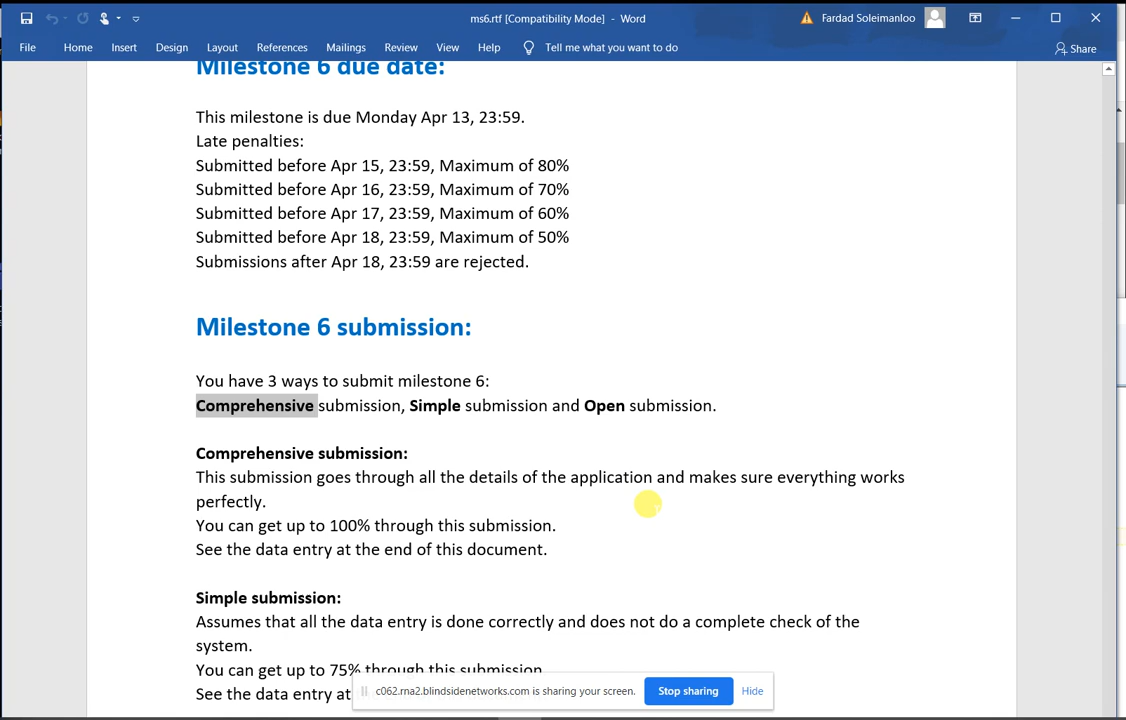 ms6.rtf [Compatibility Mode] - Word
Fardad Soleimanloo
File Home Insert Design Layout References Mailings Review View Help Tell me what you want to do
Share
Milestone 6 due date:
This milestone is due Monday Apr 13, 23:59.
Late penalties:
Submitted before Apr 15, 23:59, Maximum of 80%
Submitted before Apr 16, 23:59, Maximum of 70%
Submitted before Apr 17, 23:59, Maximum of 60%
Submitted before Apr 18, 23:59, Maximum of 50%
Submissions after Apr 18, 23:59 are rejected.
Milestone 6 submission:
You have 3 ways to submit milestone 6:
Comprehensive submission, Simple submission and Open submission.
Comprehensive submission:
This submission goes through all the details of the application and makes sure everything works
perfectly.
You can get up to 100% through this submission.
See the data entry at the end of this document.
Simple submission:
Assumes that all the data entry is done correctly and does not do a complete check of the
system.
You can get up to 75% through this submission
See the data entry at
c062.rna2.blindsidenetworks.com is sharing your screen.
Stop sharing
Hide